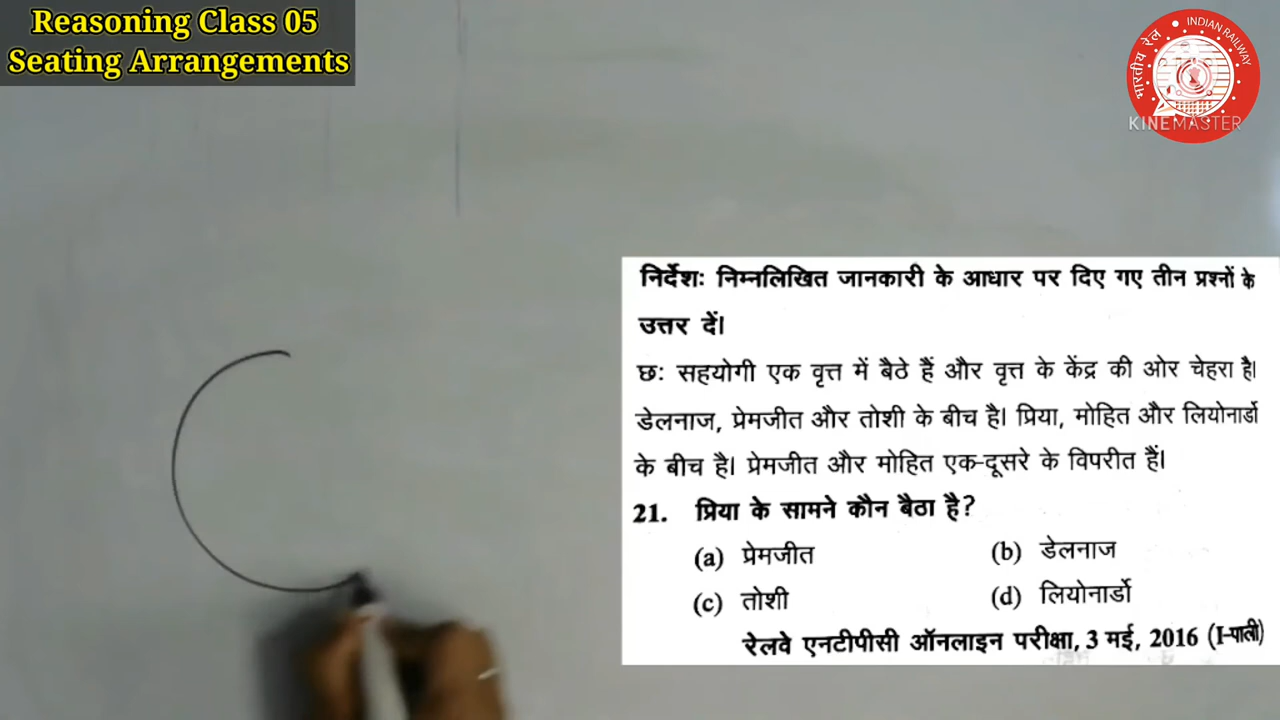 Reasoning Class 05
Seating Arrangements
भारतीय रेल
INDIAN RAILWAY
KINEMASTER
निर्देशः निम्नलिखित जानकारी के आधार पर दिए गए तीन प्रश्नों के
उत्तर दें।
छः सहयोगी एक वृत्त में बैठे हैं और वृत्त के केंद्र की ओर चेहरा है।
डेलनाज, प्रेमजीत और तोशी के बीच है। प्रिया, मोहित और लियोनार्डो
के बीच है। प्रेमजीत और मोहित एक-दूसरे के विपरीत हैं।
21. प्रिया के सामने कौन बैठा है?
(a) प्रेमजीत (b) डेलनाज
(c) तोशी (d) लियोनार्डो
रेलवे एनटीपीसी ऑनलाइन परीक्षा, 3 मई, 2016 (I-पाली)